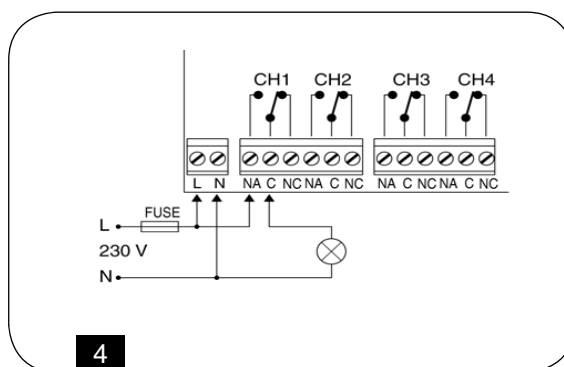 CH1 CH2 CH3 CH4
L N NA C NC NA C NC NA C NC NA C NC
FUSE
L
230 V
N
4